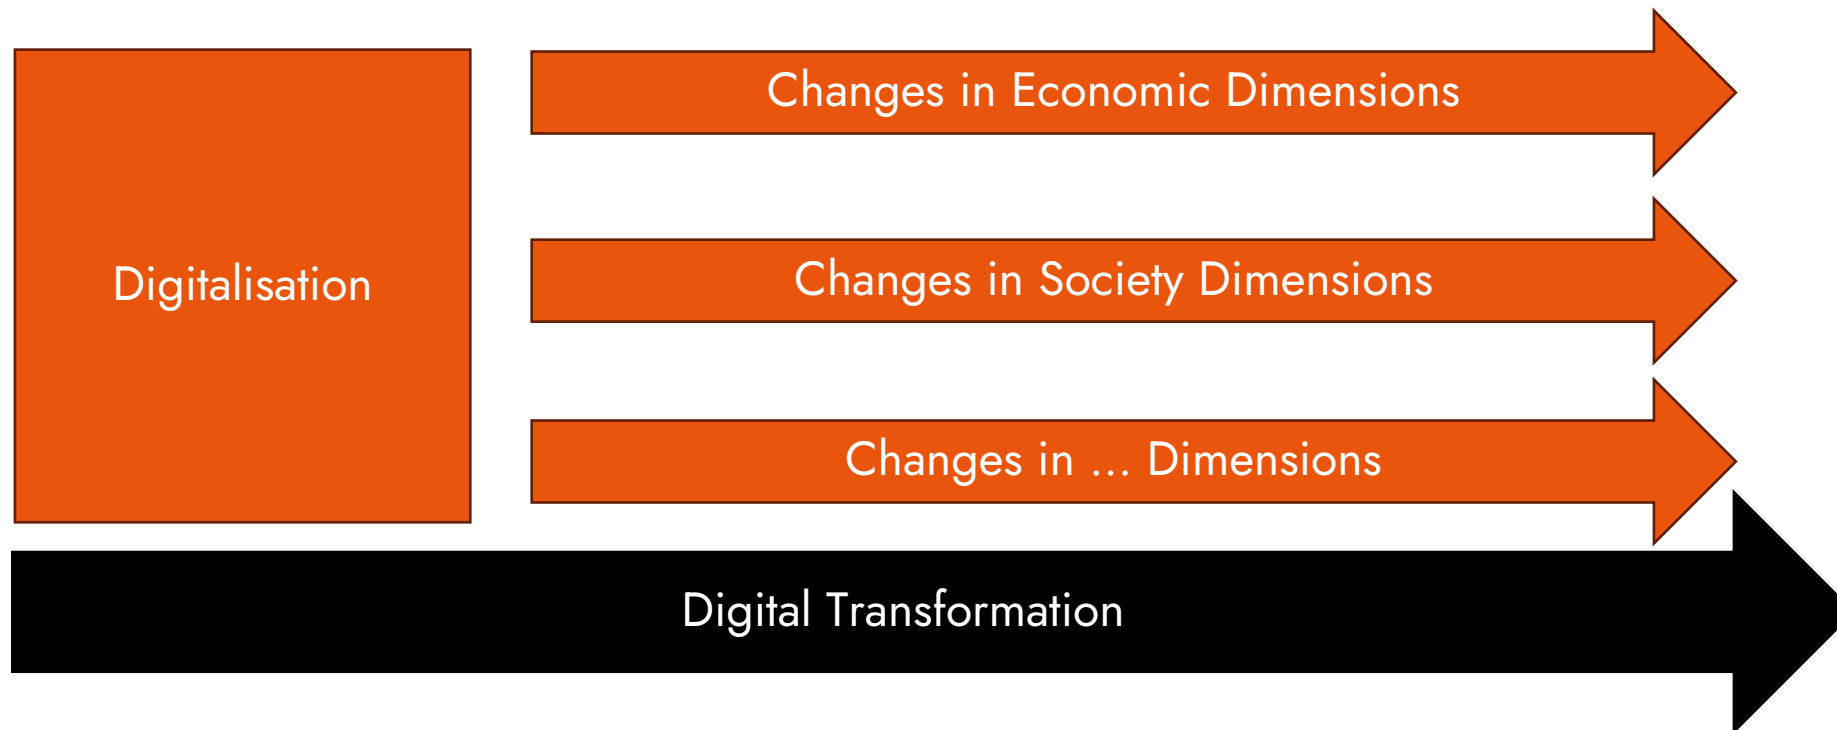 Changes in Economic Dimensions
Digitalisation
Changes in Society Dimensions
Changes in ... Dimensions
Digital Transformation